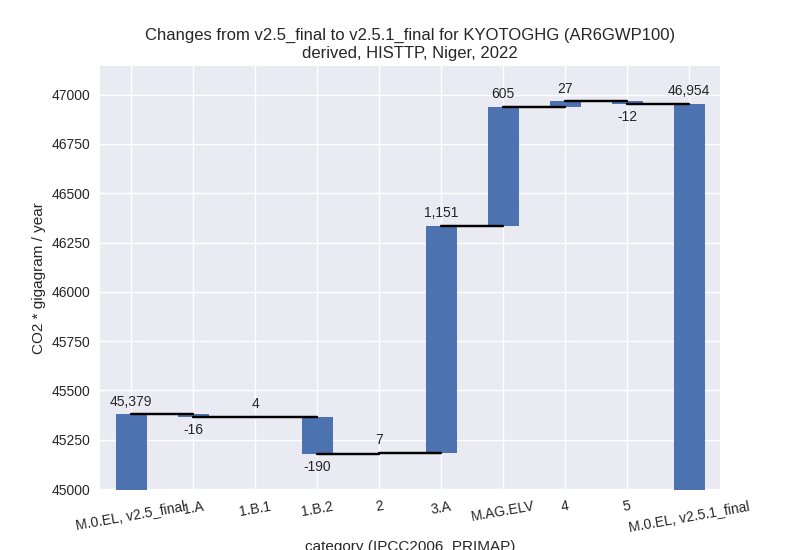 Changes from v2.5_final to v2.5.1_final for KYOTOGHG (AR6GWP100)
derived, HISTTP, Niger, 2022
CO2 * gigagram / year
47000
46750
46500
46250
46000
45750
45500
45250
45000
45,379
-16
4
-190
7
1,151
605
27
-12
46,954
M.0.EL, v2.5_final
1.A
1.B.1
1.B.2
2
3.A
M.AG.ELV
4
5
M.0.EL, v2.5.1_final
category (IPCC2006_PRIMAP)